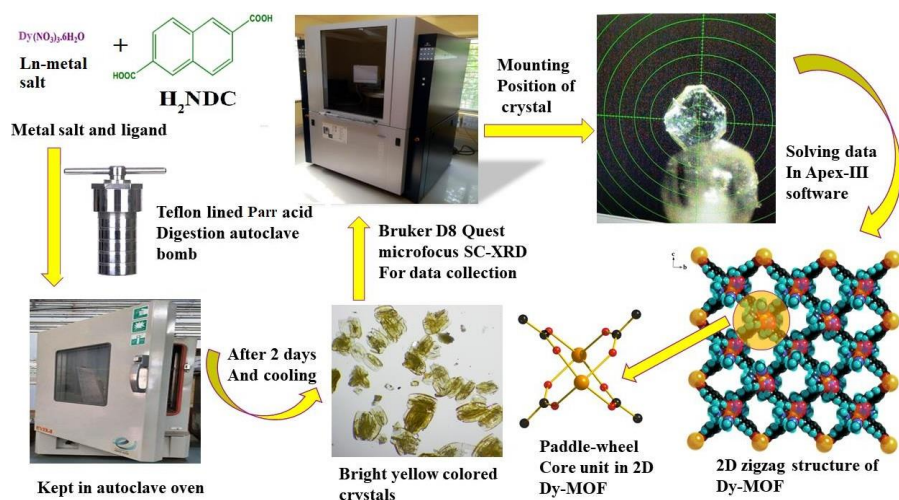 Dy(NO3)3.6H2O
Ln-metal
salt
+
COOH
HOOC
H2NDC
Metal salt and ligand
Teflon lined Parr acid
Digestion autoclave
bomb
Kept in autoclave oven
After 2 days
And cooling
Bright yellow colored
crystals
Bruker D8 Quest
microfocus SC-XRD
For data collection
Mounting
Position of
crystal
Solving data
In Apex-III
software
c
b
2D zigzag structure of
Dy-MOF
Paddle-wheel
Core unit in 2D
Dy-MOF